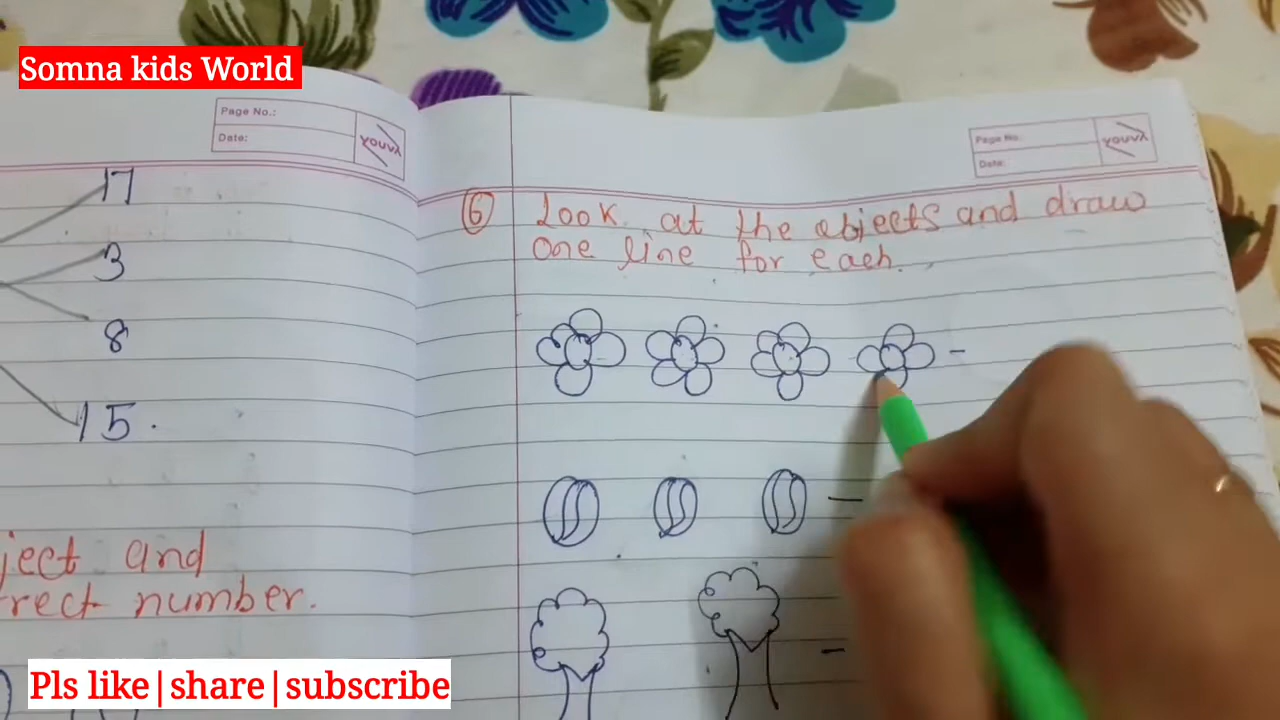 Somna kids World
Page No.:
Date:
youva
17
3
8
15.
ject and
rrect number.
Page No.
Date:
youva
6 Look at the objects and draw
one line for each.
Pls like|share|subscribe